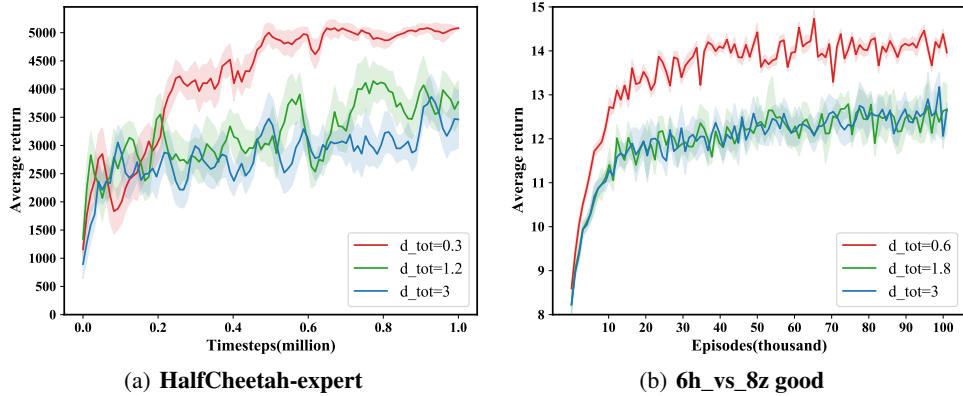 Average return
5000
4500
4000
3500
3000
2500
2000
1500
1000
500
0
0.0 0.2 0.4 0.6 0.8 1.0
Timesteps(million)
d_tot=0.3
d_tot=1.2
d_tot=3
(a) HalfCheetah-expert
Average return
15
14
13
12
11
10
9
8
10 20 30 40 50 60 70 80 90 100
Episodes(thousand)
d_tot=0.6
d_tot=1.8
d_tot=3
(b) 6h_vs_8z good